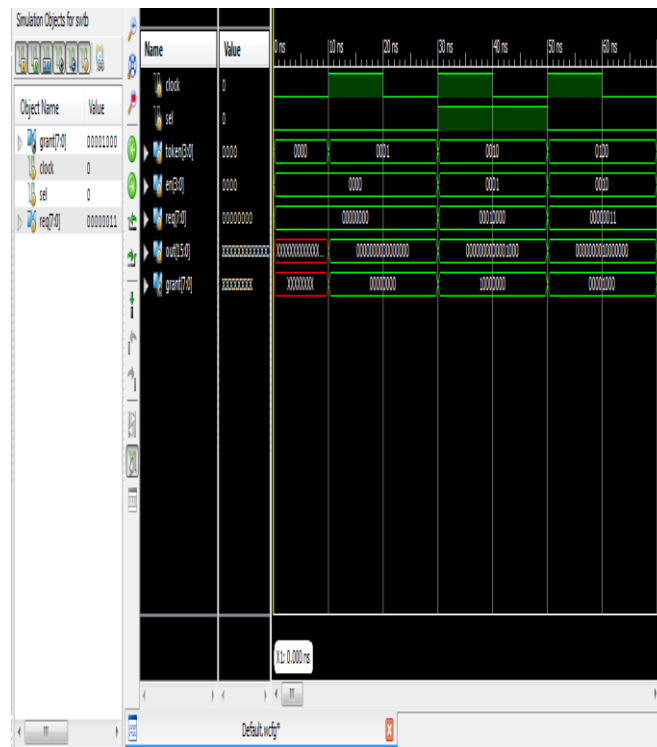 Simulation Objects for swtb
Object Name Value
grant[7:0] 00001000
clock 0
sel 0
req[7:0] 00000011
Name Value
0 ns 10 ns 20 ns 30 ns 40 ns 50 ns 60 ns
clock 0
sel 0
token[3:0] 0000 0000 0001 0010 0100
en[3:0] 0000 0000 0001 0010
req[7:0] 00000000 00000000 00010000 00000011
out[15:0] 0000000000000000 0000000000001000 0000000001000000
grant[7:0] XXXXXXXX 00000000 10000000 00001000
X1: 0.000 ns
Default.wcfg*